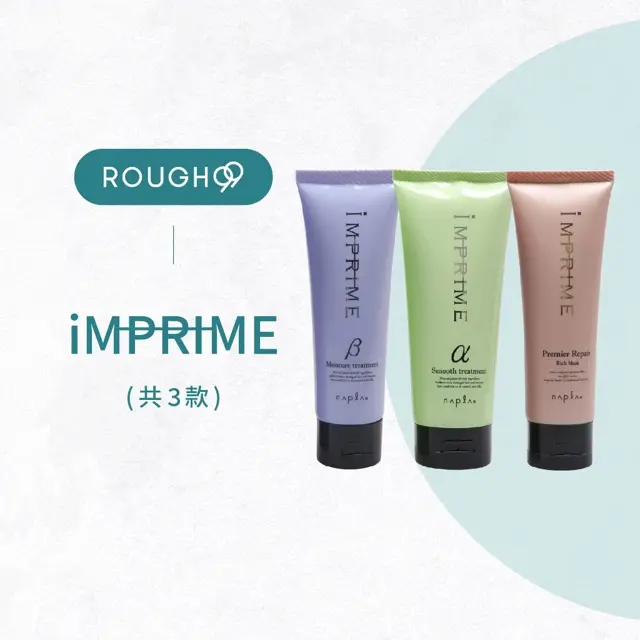 ROUGH99
iMPRIME
(共3款)
iMPRIME
β
Moisture treatment
napla
iMPRIME
α
Smooth treatment
napla
iMPRIME
Premier Repair
Rich Mask
napla